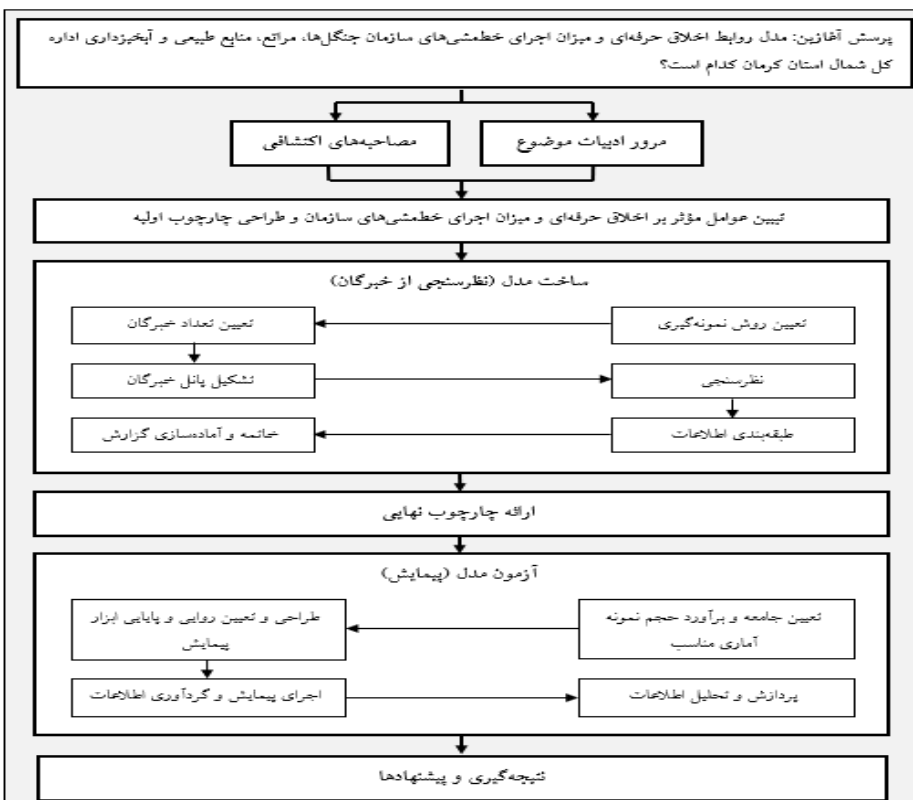 پرسش آغازین: مدل روابط اخلاق حرفه‌ای و میزان اجرای خطمشی‌های سازمان جنگل‌ها، مراتع، منابع طبیعی و آبخیزداری اداره
کل شمال استان کرمان کدام است؟
مرور ادبیات موضوع
مصاحبه‌های اکتشافی
تبیین عوامل مؤثر بر اخلاق حرفه‌ای و میزان اجرای خطمشی‌های سازمان و طراحی چارچوب اولیه
ساخت مدل (نظرسنجی از خبرگان)
تعیین روش نمونه‌گیری
تعیین تعداد خبرگان
تشکیل پانل خبرگان
نظرسنجی
طبقه‌بندی اطلاعات
خاتمه و آماده‌سازی گزارش
ارائه چارچوب نهایی
آزمون مدل (پیمایش)
تعیین جامعه و برآورد حجم نمونه
آماری مناسب
طراحی و تعیین روایی و پایایی ابزار
پیمایش
اجرای پیمایش و گردآوری اطلاعات
پردازش و تحلیل اطلاعات
نتیجه‌گیری و پیشنهادها